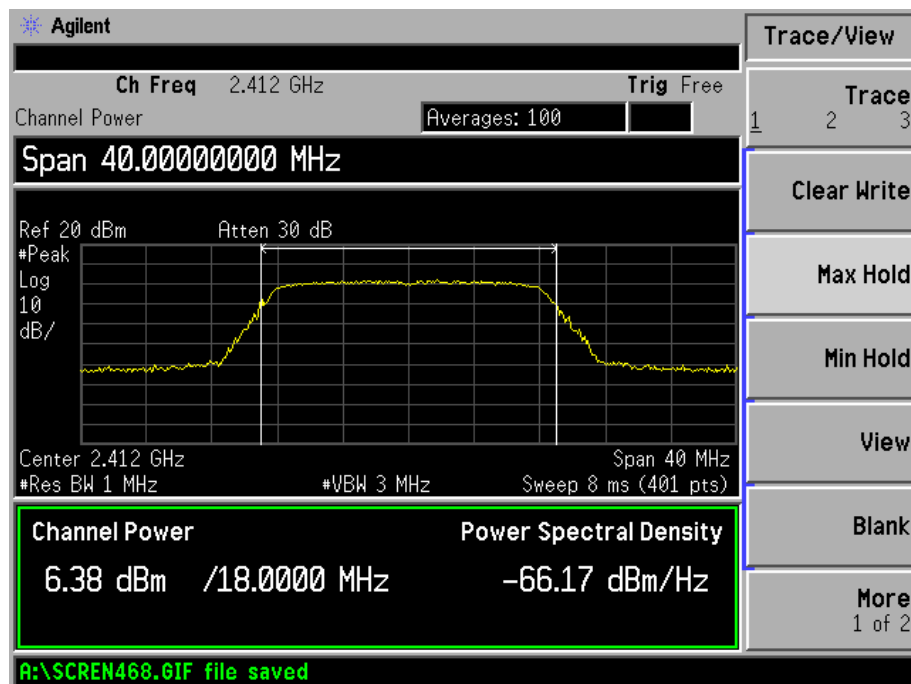 Agilent
Ch Freq 2.412 GHz Trig Free
Channel Power Averages: 100
Span 40.00000000 MHz
Ref 20 dBm Atten 30 dB
#Peak
Log
10
dB/
Center 2.412 GHz Span 40 MHz
#Res BW 1 MHz #VBW 3 MHz Sweep 8 ms (401 pts)
Channel Power Power Spectral Density
6.38 dBm /18.0000 MHz -66.17 dBm/Hz
A:\SCREN468.GIF file saved
Trace/View
Trace
1 2 3
Clear Write
Max Hold
Min Hold
View
Blank
More
1 of 2